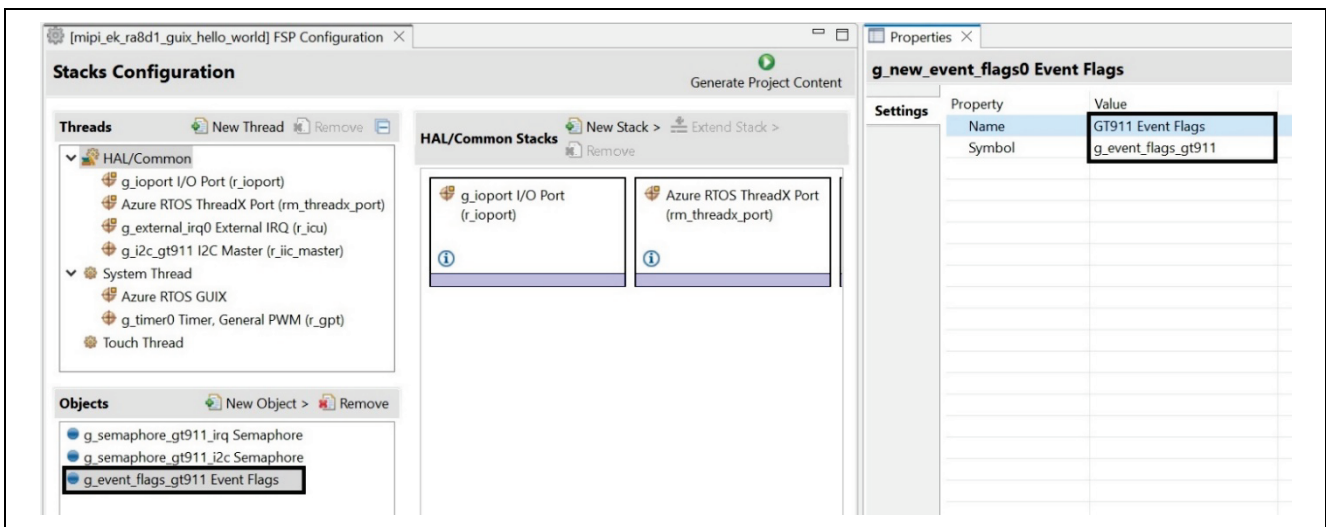 [mipi_ek_ra8d1_guix_hello_world] FSP Configuration
Stacks Configuration
Generate Project Content
Threads
New Thread
Remove
HAL/Common
g_ioport I/O Port (r_ioport)
Azure RTOS ThreadX Port (rm_threadx_port)
g_external_irq0 External IRQ (r_icu)
g_i2c_gt911 I2C Master (r_iic_master)
System Thread
Azure RTOS GUIX
g_timer0 Timer, General PWM (r_gpt)
Touch Thread
Objects
New Object >
Remove
g_semaphore_gt911_irq Semaphore
g_semaphore_gt911_i2c Semaphore
g_event_flags_gt911 Event Flags
HAL/Common Stacks
New Stack >
Extend Stack >
Remove
g_ioport I/O Port
(r_ioport)
Azure RTOS ThreadX Port
(rm_threadx_port)
Properties
g_new_event_flags0 Event Flags
Settings
Property Value
Name GT911 Event Flags
Symbol g_event_flags_gt911